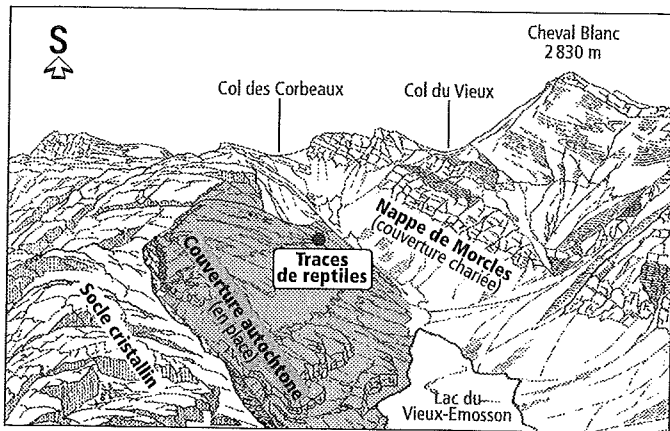 S
Cheval Blanc
2 830 m
Col des Corbeaux
Col du Vieux
Nappe de Morcles
(couverture chariée)
Traces
de reptiles
Couverture autochtone
(en place)
Socle cristallin
Lac du
Vieux-Emosson